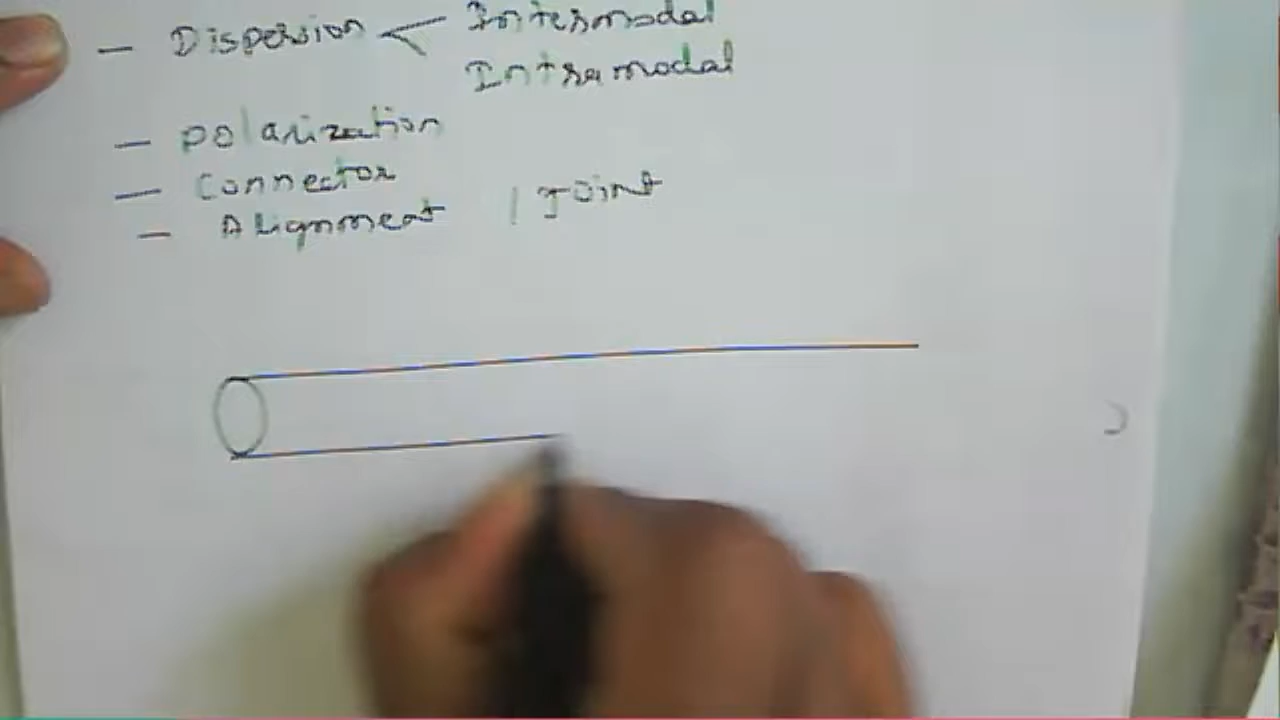 — Dispersion < Intermodal
Intramodal
— polarization
— Connector
— Alignment / Joint